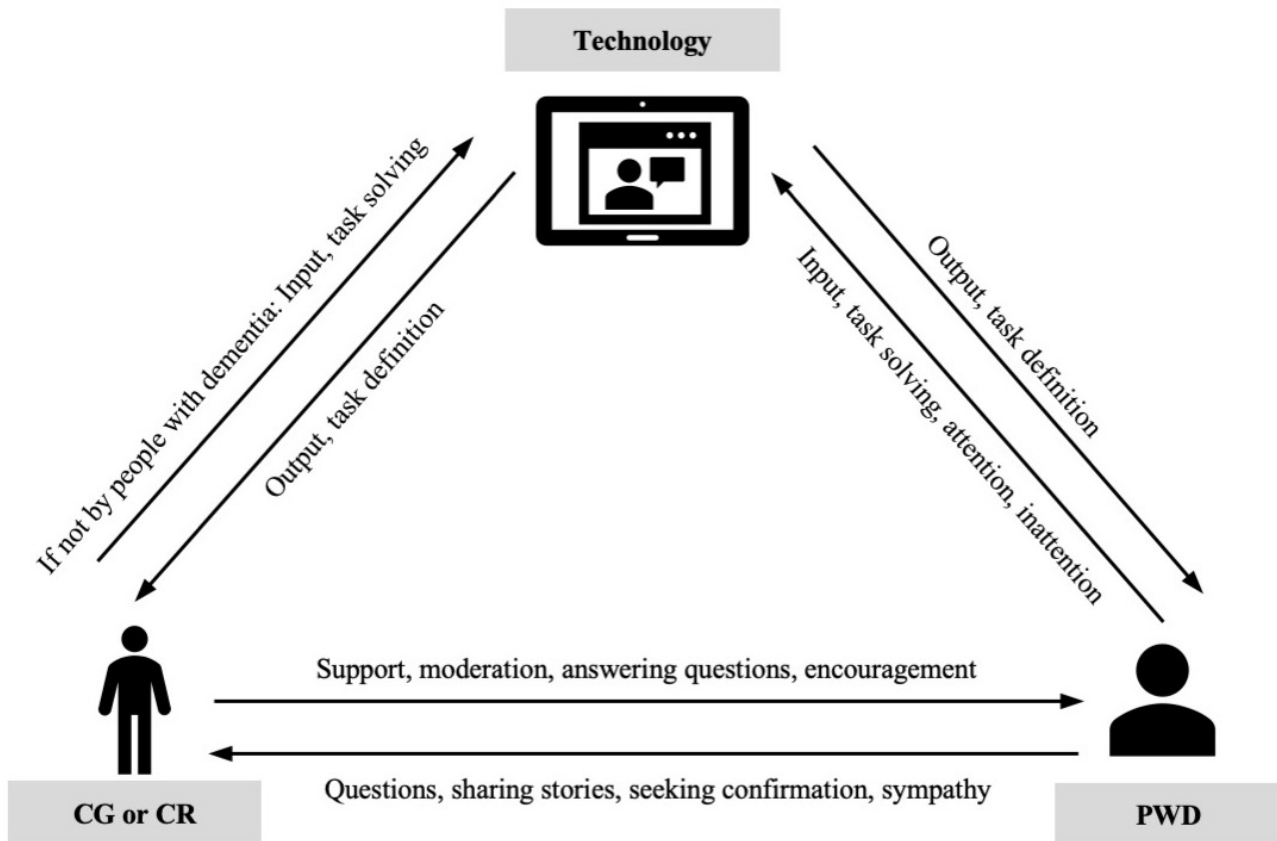 Technology
If not by people with dementia: Input, task solving
Output, task definition
Output, task definition
Input, task solving, attention, inattention
Support, moderation, answering questions, encouragement
Questions, sharing stories, seeking confirmation, sympathy
CG or CR
PWD